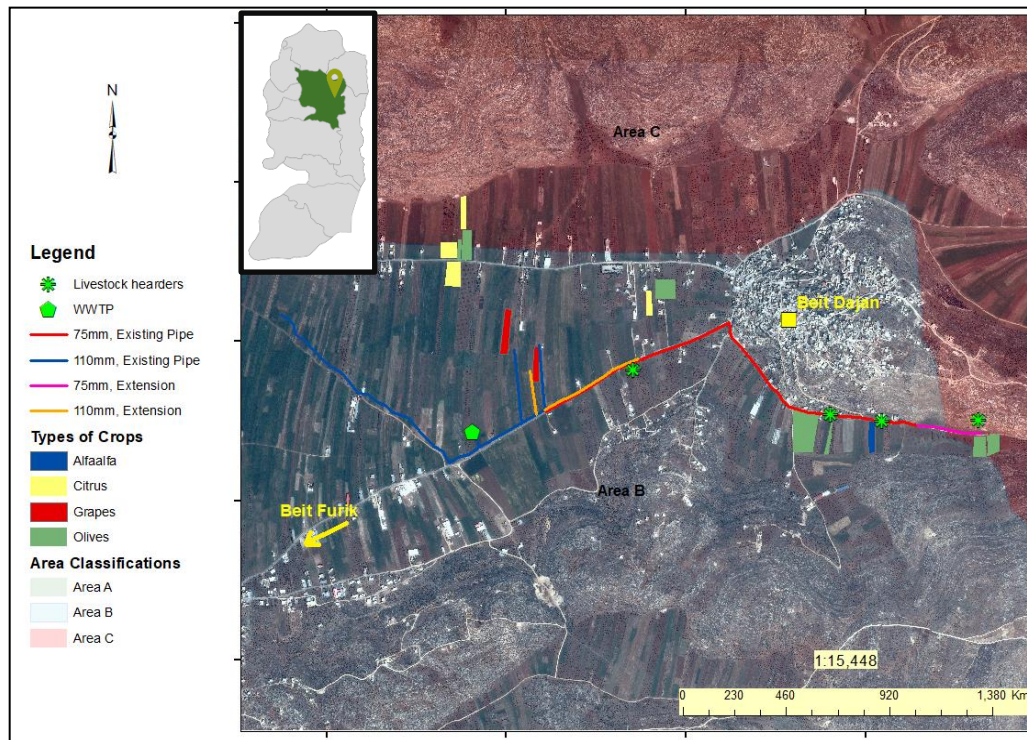 N
Legend
Livestock hearders
WWTP
75mm, Existing Pipe
110mm, Existing Pipe
75mm, Extension
110mm, Extension
Types of Crops
Alfaalfa
Citrus
Grapes
Olives
Area Classifications
Area A
Area B
Area C
Area C
Beit Dajan
Area B
Beit Furik
1:15,448
0 230 460 920 1,380 Km